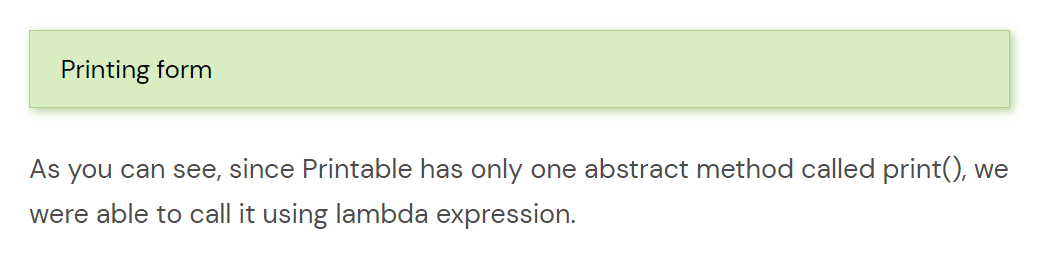 Printing form
As you can see, since Printable has only one abstract method called print(), we
were able to call it using lambda expression.